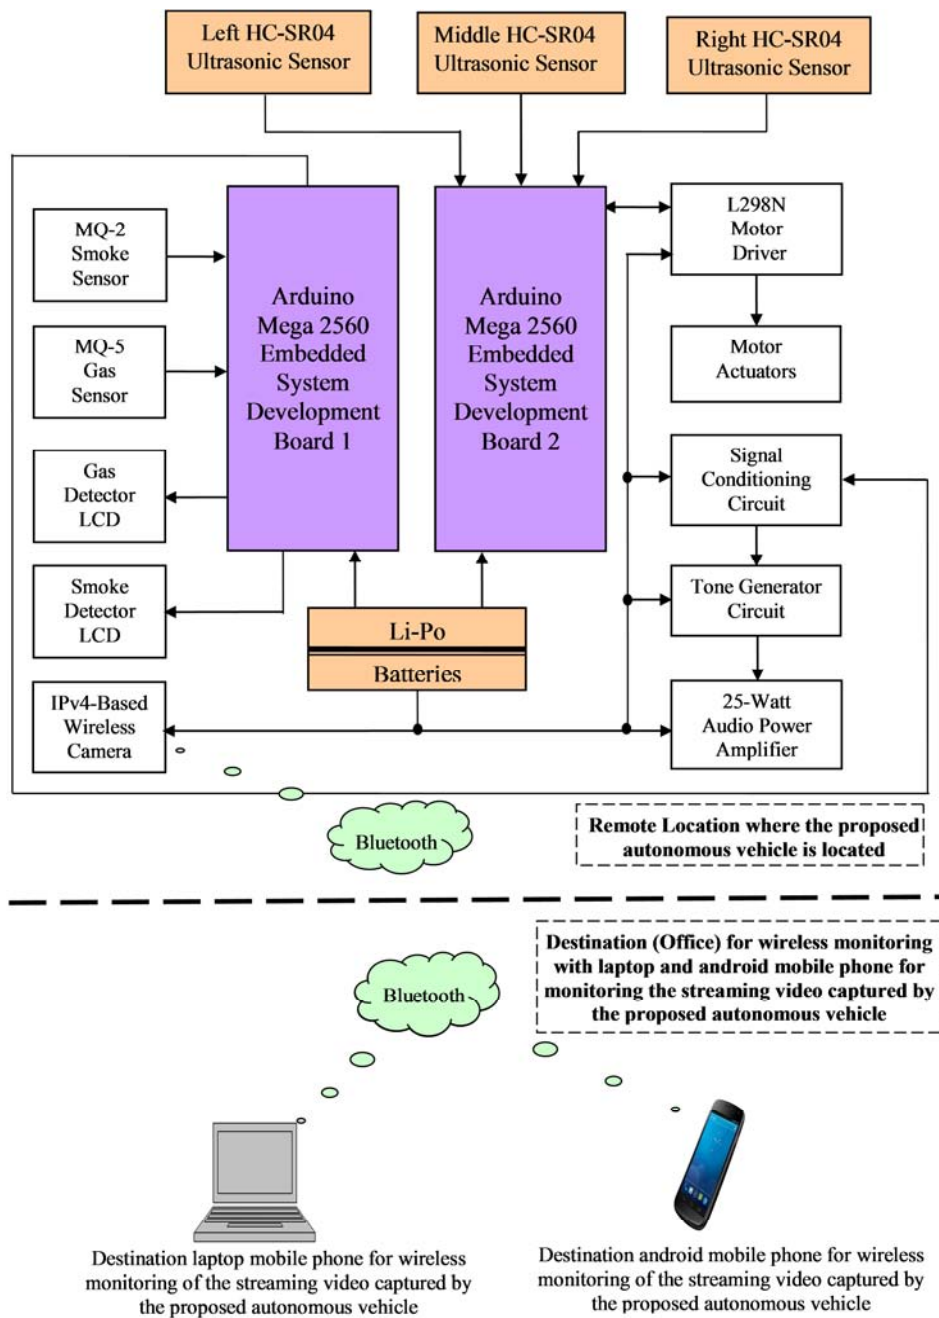 Left HC-SR04
Ultrasonic Sensor
Middle HC-SR04
Ultrasonic Sensor
Right HC-SR04
Ultrasonic Sensor
MQ-2
Smoke
Sensor
MQ-5
Gas
Sensor
Gas
Detector
LCD
Smoke
Detector
LCD
IPv4-Based
Wireless
Camera
Arduino
Mega 2560
Embedded
System
Development
Board 1
Arduino
Mega 2560
Embedded
System
Development
Board 2
Li-Po
Batteries
L298N
Motor
Driver
Motor
Actuators
Signal
Conditioning
Circuit
Tone Generator
Circuit
25-Watt
Audio Power
Amplifier
Bluetooth
Remote Location where the proposed
autonomous vehicle is located
Destination (Office) for wireless monitoring
with laptop and android mobile phone for
monitoring the streaming video captured by
the proposed autonomous vehicle
Bluetooth
Destination laptop mobile phone for wireless
monitoring of the streaming video captured by
the proposed autonomous vehicle
Destination android mobile phone for wireless
monitoring of the streaming video captured by
the proposed autonomous vehicle